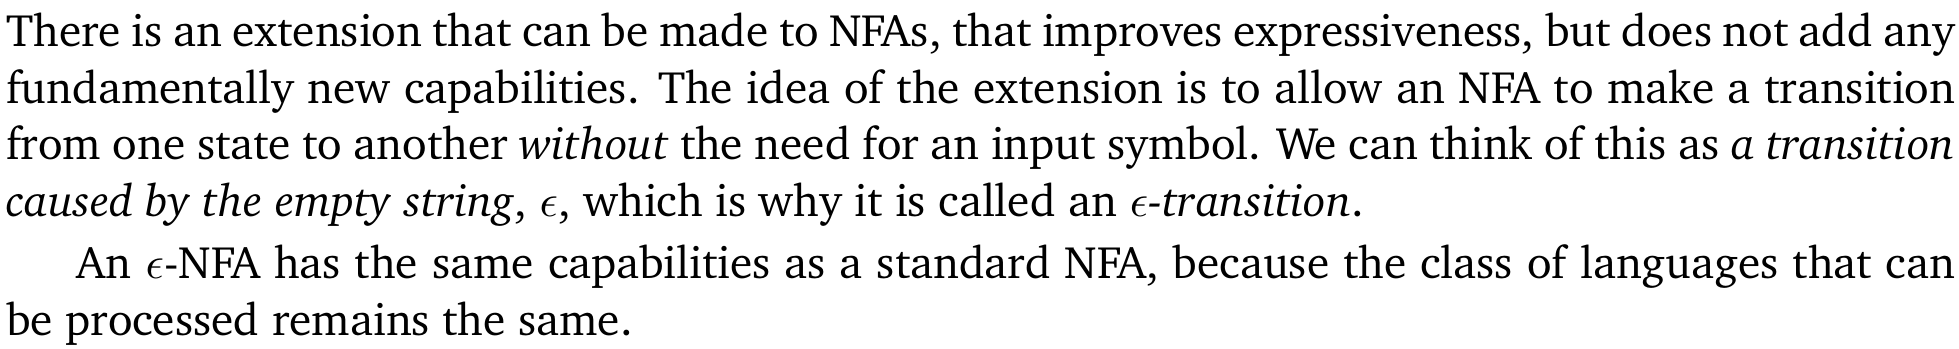 There is an extension that can be made to NFAs, that improves expressiveness, but does not add any
fundamentally new capabilities. The idea of the extension is to allow an NFA to make a transition
from one state to another without the need for an input symbol. We can think of this as a transition
caused by the empty string, ϵ, which is why it is called an ϵ-transition.
An ϵ-NFA has the same capabilities as a standard NFA, because the class of languages that can
be processed remains the same.